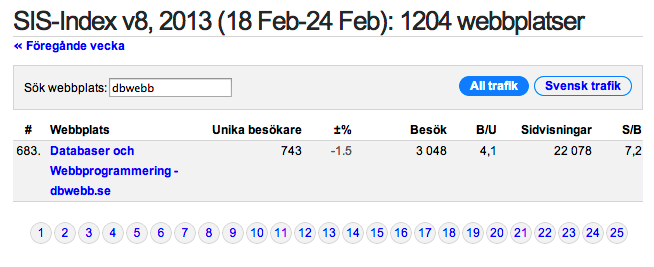 SIS-Index v8, 2013 (18 Feb-24 Feb): 1204 webbplatser
« Föregånde vecka
Sök webbplats: dbwebb All trafik Svensk trafik
# Webbplats Unika besökare ±% Besök B/U Sidvisningar S/B
683. Databaser och 743 -1.5 3 048 4,1 22 078 7,2
Webbprogrammering -
dbwebb.se
1 2 3 4 5 6 7 8 9 10 11 12 13 14 15 16 17 18 19 20 21 22 23 24 25